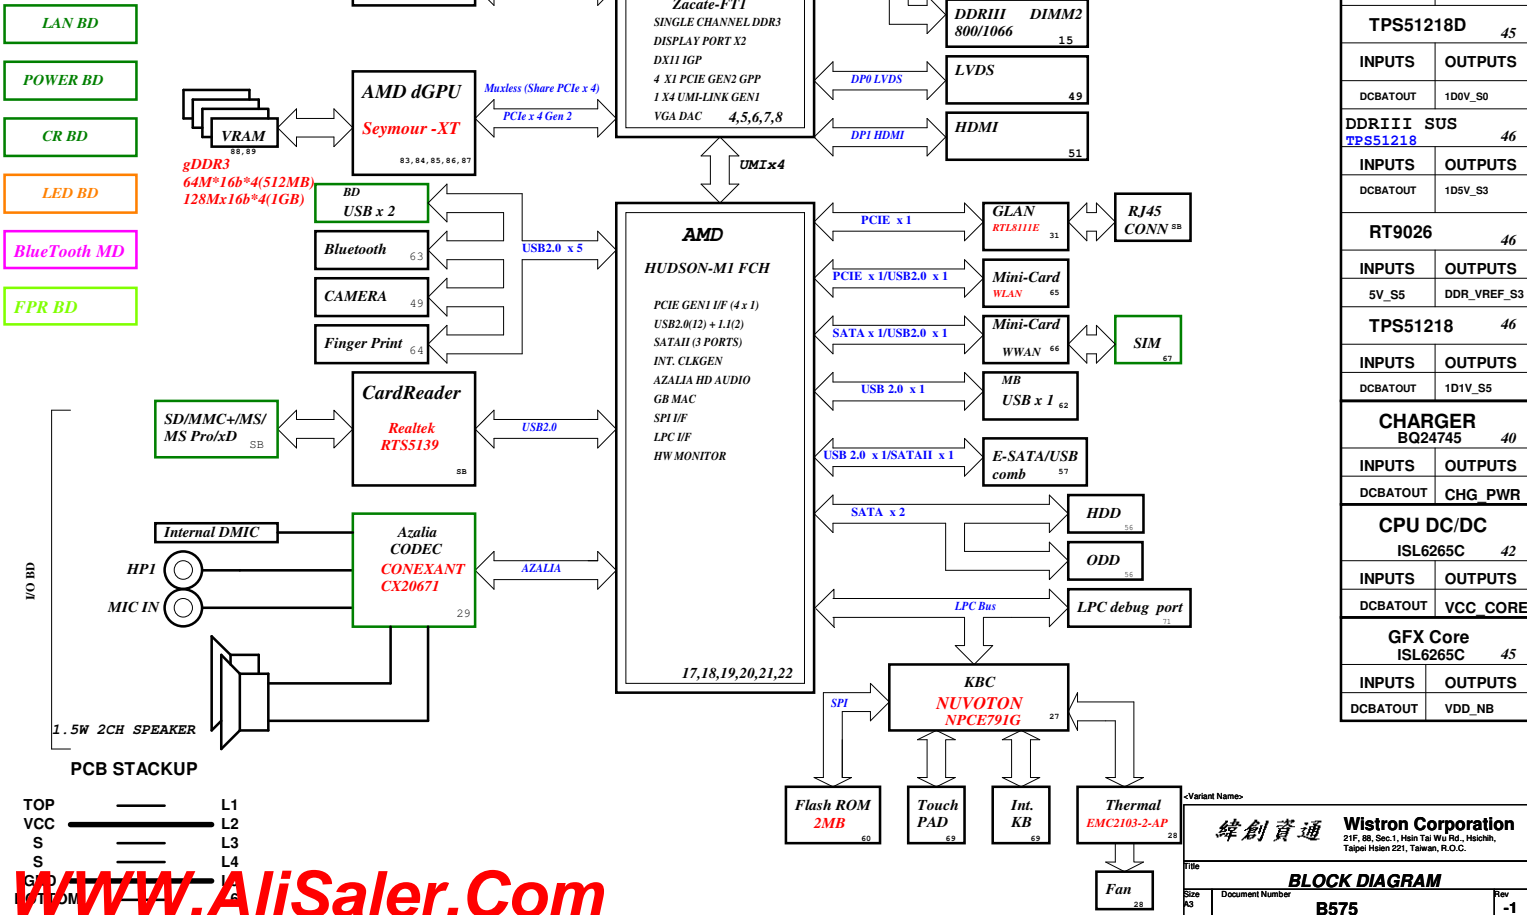 LAN BD
POWER BD
CR BD
LED BD
BlueTooth MD
FPR BD
Zacate-FT1
SINGLE CHANNEL DDR3
DISPLAY PORT X2
DX11 IGP
4 X1 PCIE GEN2 GPP
1 X4 UMI-LINK GEN1
VGA DAC 4,5,6,7,8
DDRIII DIMM2
800/1066
15
DP0 LVDS
LVDS
49
DP1 HDMI
HDMI
51
AMD dGPU
Seymour -XT
83,84,85,86,87
Muxless (Share PCIe x 4)
PCIe x 4 Gen 2
VRAM
88,89
gDDR3
64M*16b*4(512MB)
128Mx16b*4(1GB)
UMIx4
BD
USB x 2
Bluetooth
63
CAMERA
49
Finger Print
64
USB2.0 x 5
AMD
HUDSON-M1 FCH
PCIE GEN1 I/F (4 x 1)
USB2.0(12) + 1.1(2)
SATAII (3 PORTS)
INT. CLKGEN
AZALIA HD AUDIO
GB MAC
SPI I/F
LPC I/F
HW MONITOR
17,18,19,20,21,22
PCIE x 1
GLAN
RTL8111E
31
RJ45
CONN SB
PCIE x 1/USB2.0 x 1
Mini-Card
WLAN 65
SATA x 1/USB2.0 x 1
Mini-Card
WWAN 66
SIM
67
USB 2.0 x 1
MB
USB x 1 62
USB 2.0 x 1/SATAII x 1
E-SATA/USB
comb 57
SATA x 2
HDD
56
ODD
56
LPC Bus
LPC debug port
71
SD/MMC+/MS/
MS Pro/xD SB
CardReader
Realtek
RTS5139
SB
USB2.0
Internal DMIC
HP1
MIC IN
Azalia
CODEC
CONEXANT
CX20671
29
AZALIA
I/O BD
1.5W 2CH SPEAKER
KBC
NUVOTON
NPCE791G 27
SPI
Flash ROM
2MB
60
Touch
PAD
69
Int.
KB
69
Thermal
EMC2103-2-AP
28
Fan
28
PCB STACKUP
TOP L1
VCC L2
S L3
S L4
TPS51218D 45
INPUTS OUTPUTS
DCBATOUT 1D0V_S0
DDRIII SUS
TPS51218 46
INPUTS OUTPUTS
DCBATOUT 1D5V_S3
RT9026 46
INPUTS OUTPUTS
5V_S5 DDR_VREF_S3
TPS51218 46
INPUTS OUTPUTS
DCBATOUT 1D1V_S5
CHARGER
BQ24745 40
INPUTS OUTPUTS
DCBATOUT CHG_PWR
CPU DC/DC
ISL6265C 42
INPUTS OUTPUTS
DCBATOUT VCC_CORE
GFX Core
ISL6265C 45
INPUTS OUTPUTS
DCBATOUT VDD_NB
<Variant Name>
緯創資通 Wistron Corporation
21F, 88, Sec.1, Hsin Tai Wu Rd., Hsichih,
Taipei Hsien 221, Taiwan, R.O.C.
Title
BLOCK DIAGRAM
Size
A3
Document Number
B575
Rev
-1
WWW.AliSaler.Com